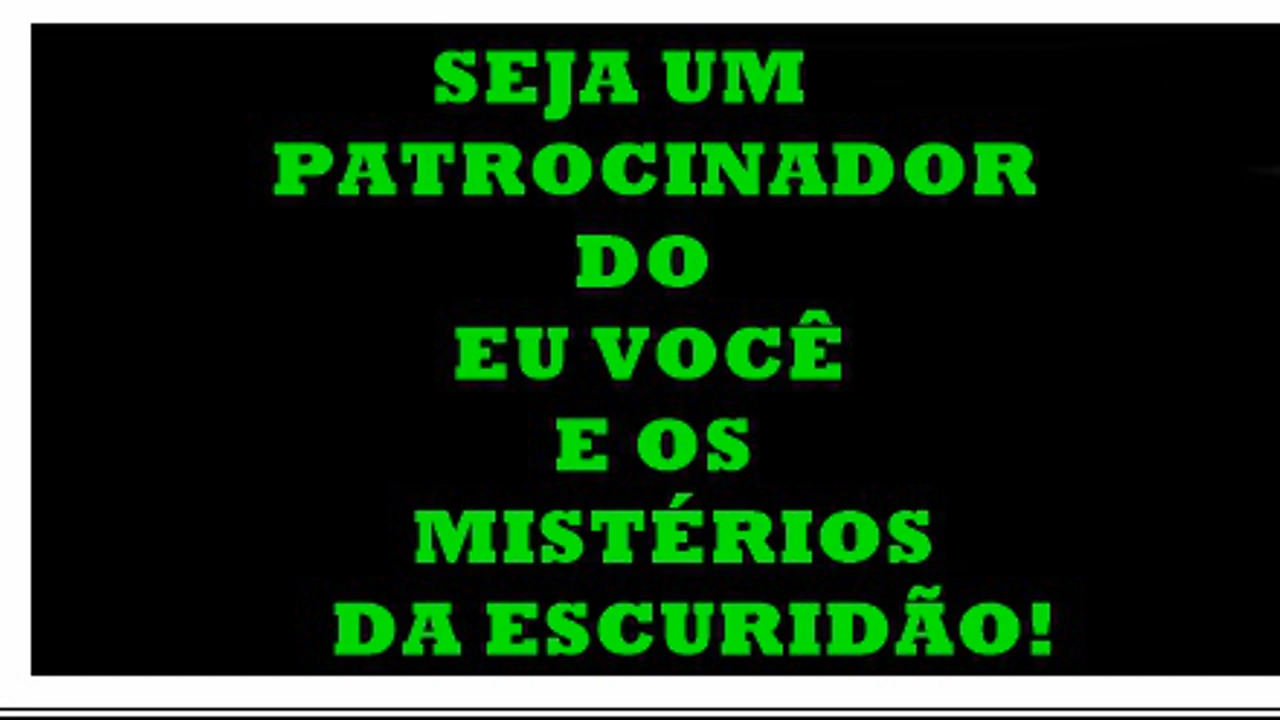 SEJA UM
PATROCINADOR
DO
EU VOCÊ
E OS
MISTÉRIOS
DA ESCURIDÃO!